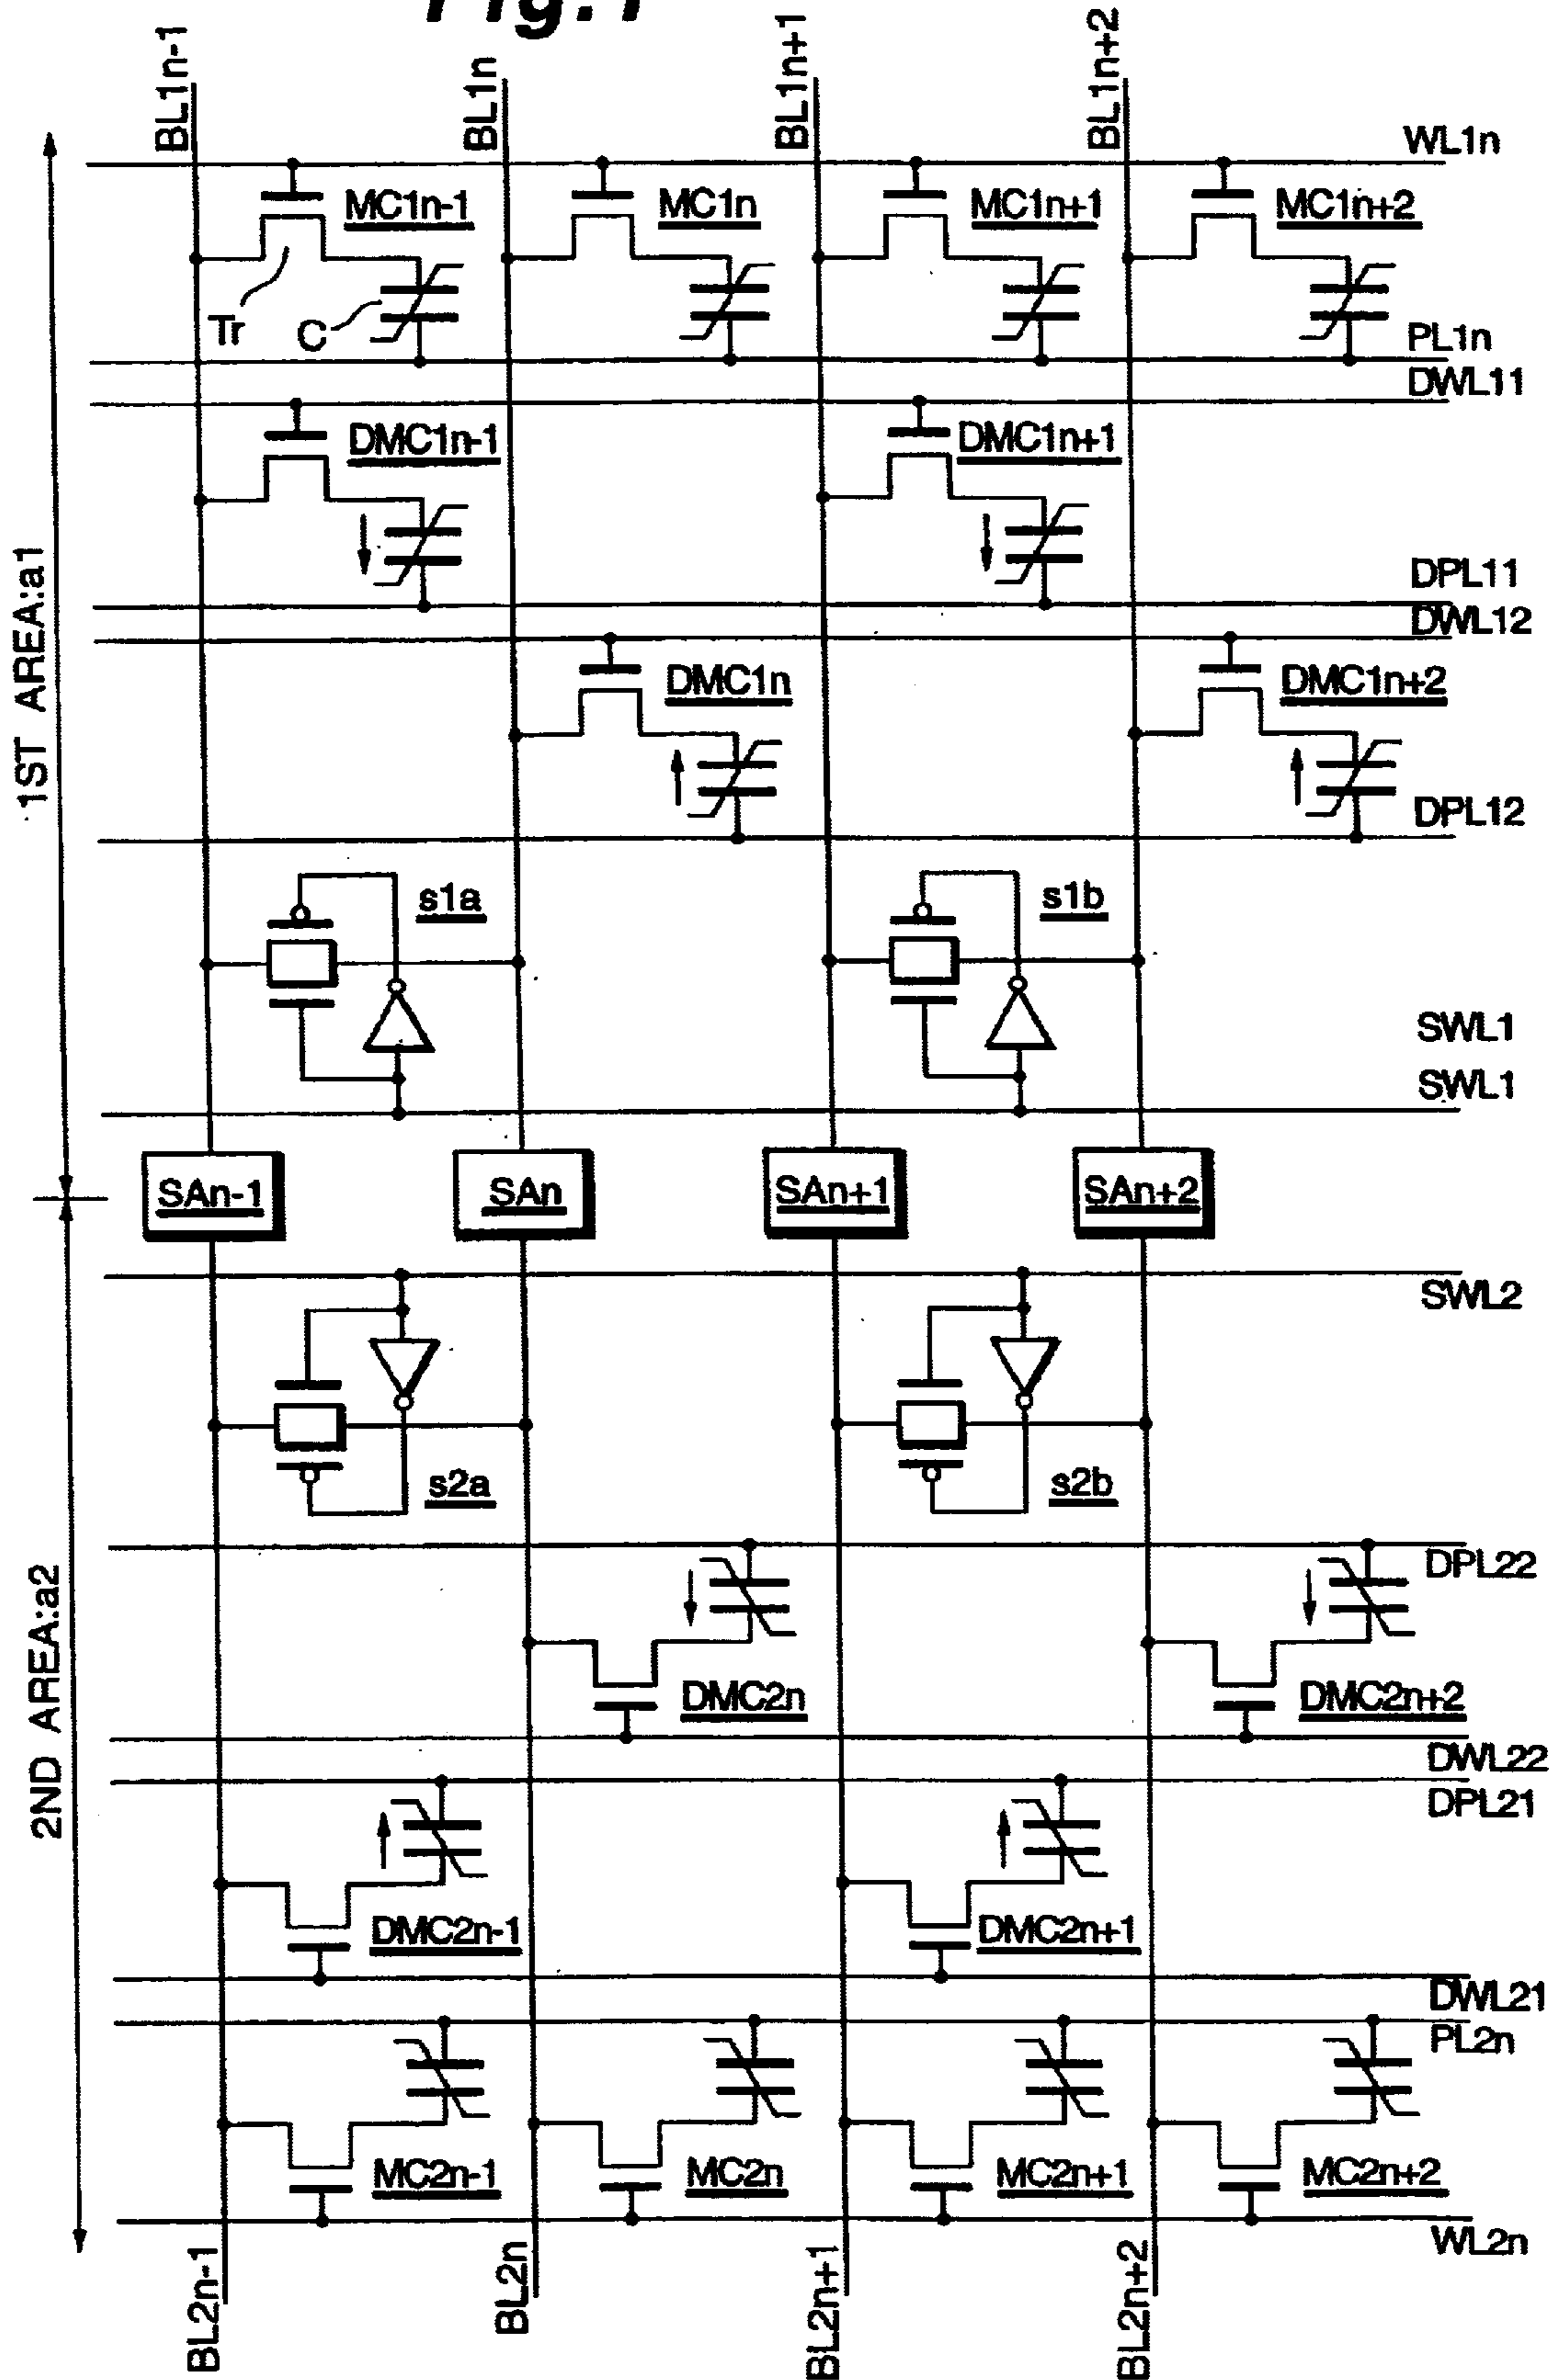 Fig.1
BL1n-1
BL1n
BL1n+1
BL1n+2
WL1n
MC1n-1
MC1n
MC1n+1
MC1n+2
Tr
C
PL1n
DWL11
DMC1n-1
DMC1n+1
1ST AREA:a1
DPL11
DWL12
DMC1n
DMC1n+2
DPL12
s1a
s1b
SWL1
SWL1
SAn-1
SAn
SAn+1
SAn+2
SWL2
s2a
s2b
DPL22
2ND AREA:a2
DMC2n
DMC2n+2
DWL22
DPL21
DMC2n-1
DMC2n+1
DWL21
PL2n
MC2n-1
MC2n
MC2n+1
MC2n+2
WL2n
BL2n-1
BL2n
BL2n+1
BL2n+2